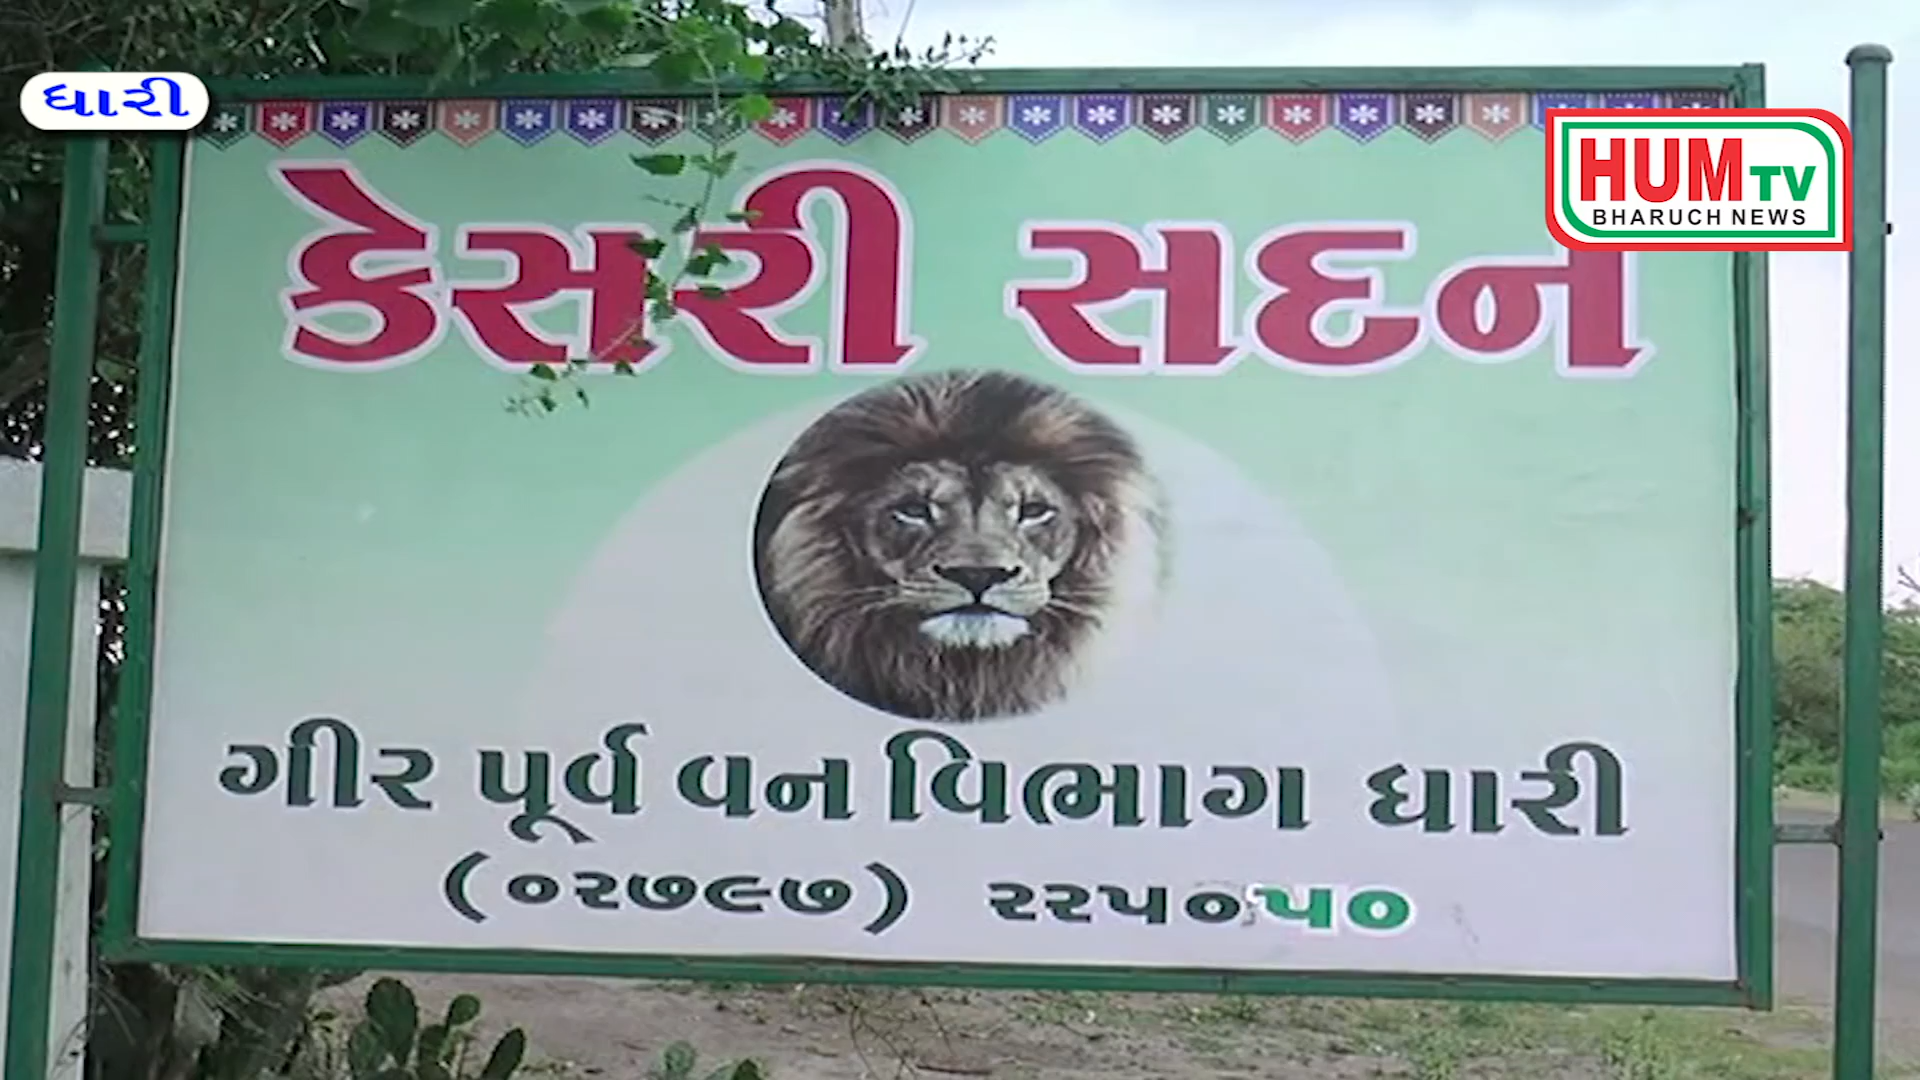 ધારી
HUM TV
BHARUCH NEWS
કેસરી સદન
ગીર પૂર્વ વન વિભાગ ધારી
(૦૨૭૯૭) ૨૨૫૦૫૦